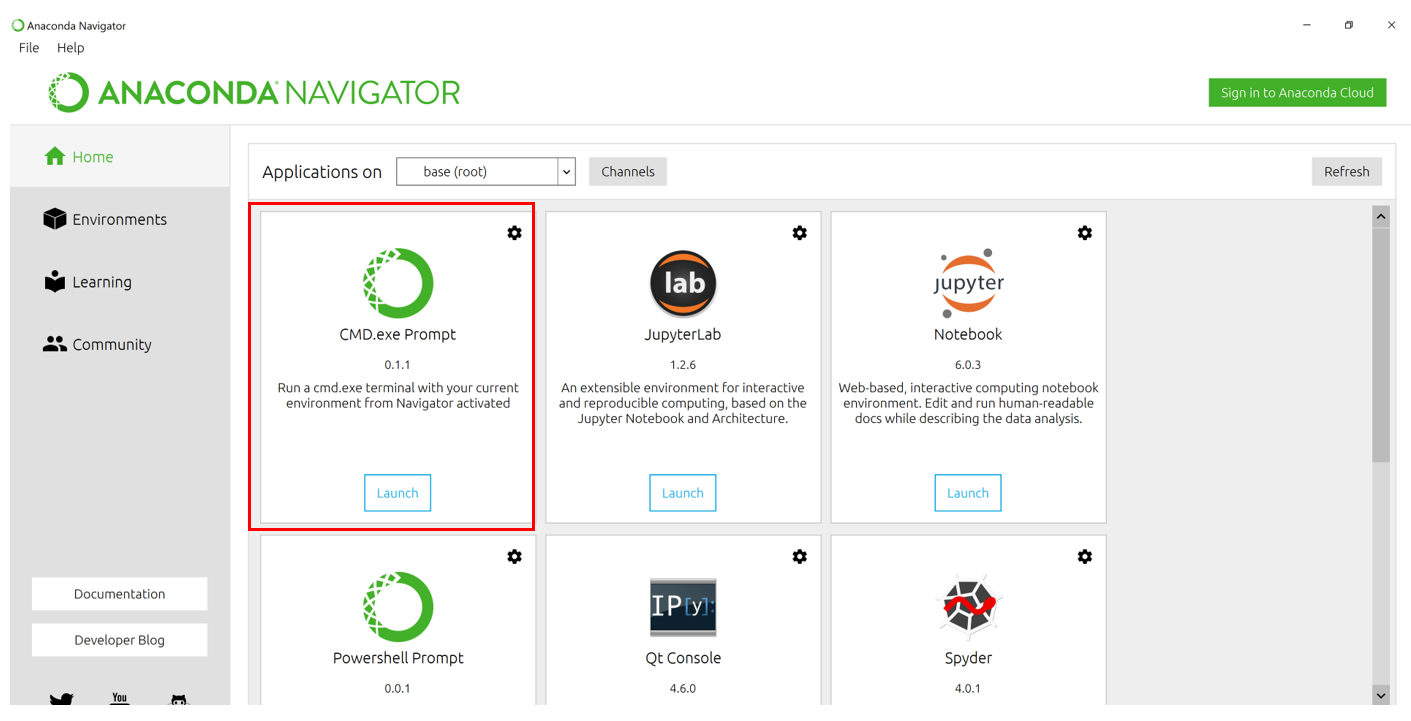 Anaconda Navigator
File Help
ANACONDA NAVIGATOR
Sign in to Anaconda Cloud
Home
Environments
Learning
Community
Documentation
Developer Blog
You
Applications on base (root) Channels Refresh
CMD.exe Prompt
0.1.1
Run a cmd.exe terminal with your current
environment from Navigator activated
Launch
lab
JupyterLab
1.2.6
An extensible environment for interactive
and reproducible computing, based on the
Jupyter Notebook and Architecture.
Launch
jupyter
Notebook
6.0.3
Web-based, interactive computing notebook
environment. Edit and run human-readable
docs while describing the data analysis.
Launch
Powershell Prompt
0.0.1
IP[y]:
Qt Console
4.6.0
Spyder
4.0.1